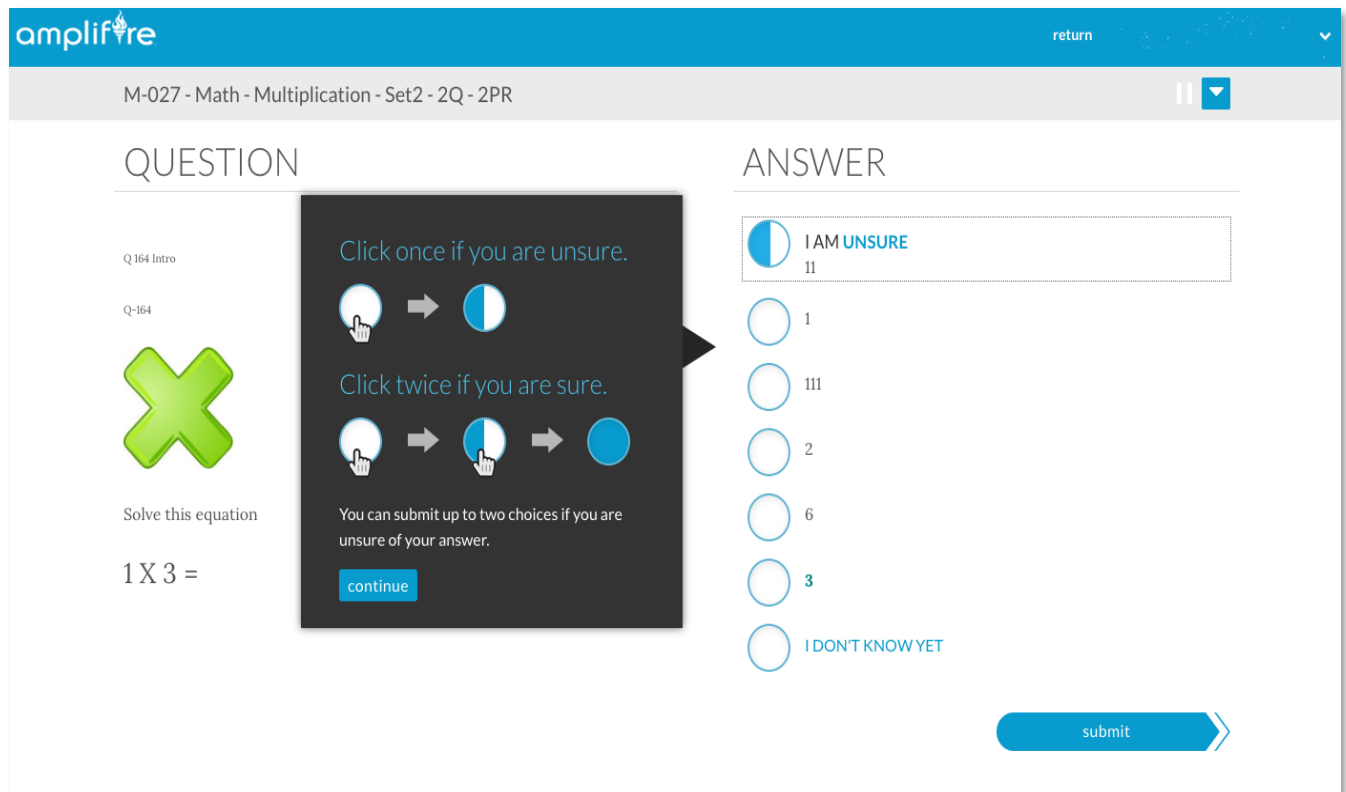 amplifire
return
M-027 - Math - Multiplication - Set2 - 2Q - 2PR
QUESTION
Q 164 Intro
Q-164
Solve this equation
1 X 3 =
Click once if you are unsure.
Click twice if you are sure.
You can submit up to two choices if you are
unsure of your answer.
continue
ANSWER
I AM UNSURE
11
1
111
2
6
3
I DON'T KNOW YET
submit